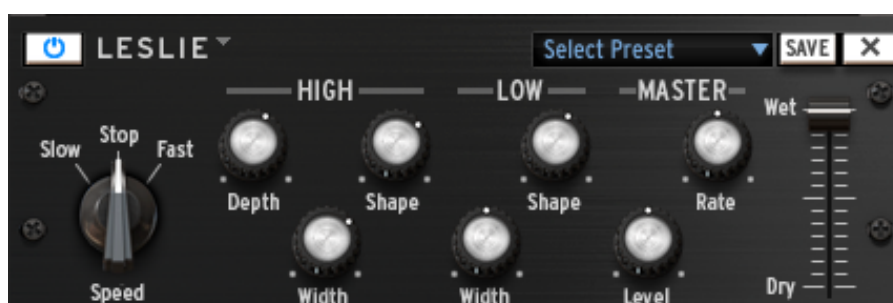 LESLIE
Select Preset
SAVE
HIGH
LOW
MASTER
Wet
Slow
Stop
Fast
Depth
Shape
Shape
Rate
Speed
Width
Width
Level
Dry